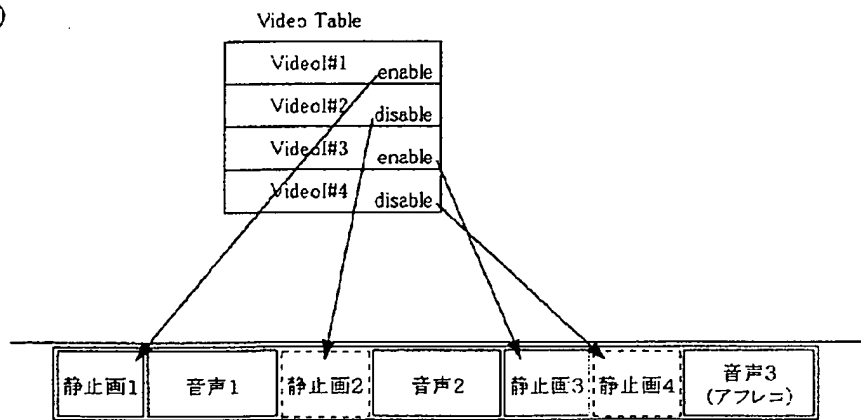 )
Video Table
VideoI#1 enable
VideoI#2 disable
VideoI#3 enable
VideoI#4 disable
静止画1 音声1 静止画2 音声2 静止画3 静止画4 音声3
(アフレコ)